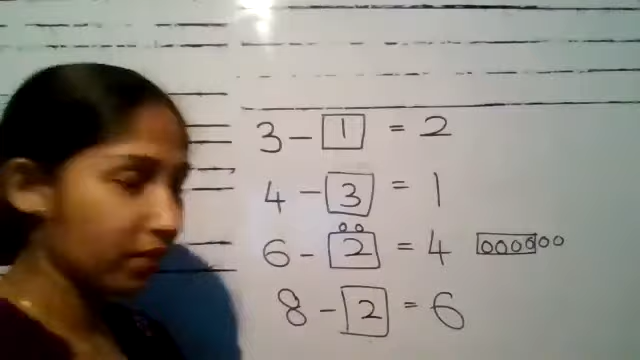 3 - 1 = 2
4 - 3 = 1
6 - 2 = 4
8 - 2 = 6